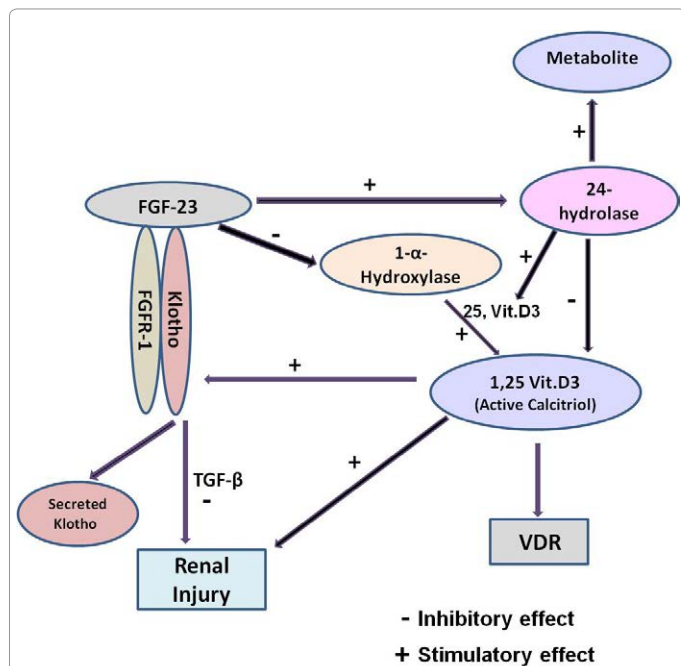 Metabolite
+
24-
hydrolase
+
FGF-23
-
1-α-
Hydroxylase
+
-
25, Vit.D3
+
FGFR-1
Klotho
+
1,25 Vit.D3
(Active Calcitriol)
+
TGF-β
-
Secreted
Klotho
VDR
Renal
Injury
- Inhibitory effect
+ Stimulatory effect